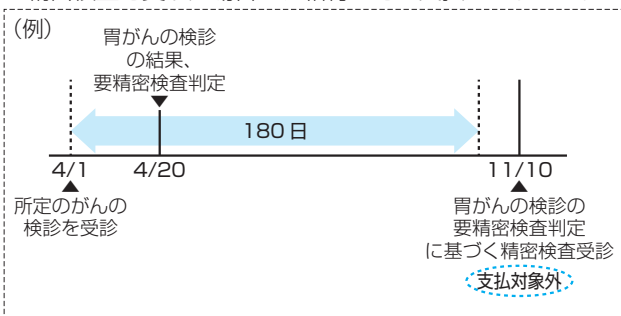 (例)
胃がんの検診
の結果、
要精密検査判定
180日
4/1
4/20
11/10
所定のがんの
検診を受診
胃がんの検診の
要精密検査判定
に基づく精密検査受診
支払対象外